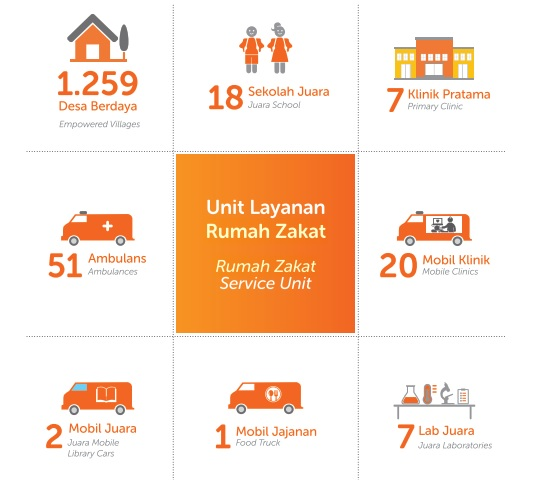 1.259
Desa Berdaya
Empowered Villages
18 Sekolah Juara
Juara School
7 Klinik Pratama
Primary Clinic
51 Ambulans
Ambulances
Unit Layanan
Rumah Zakat
Rumah Zakat
Service Unit
20 Mobil Klinik
Mobile Clinics
2 Mobil Juara
Juara Mobile
Library Cars
1 Mobil Jajanan
Food Truck
7 Lab Juara
Juara Laboratories